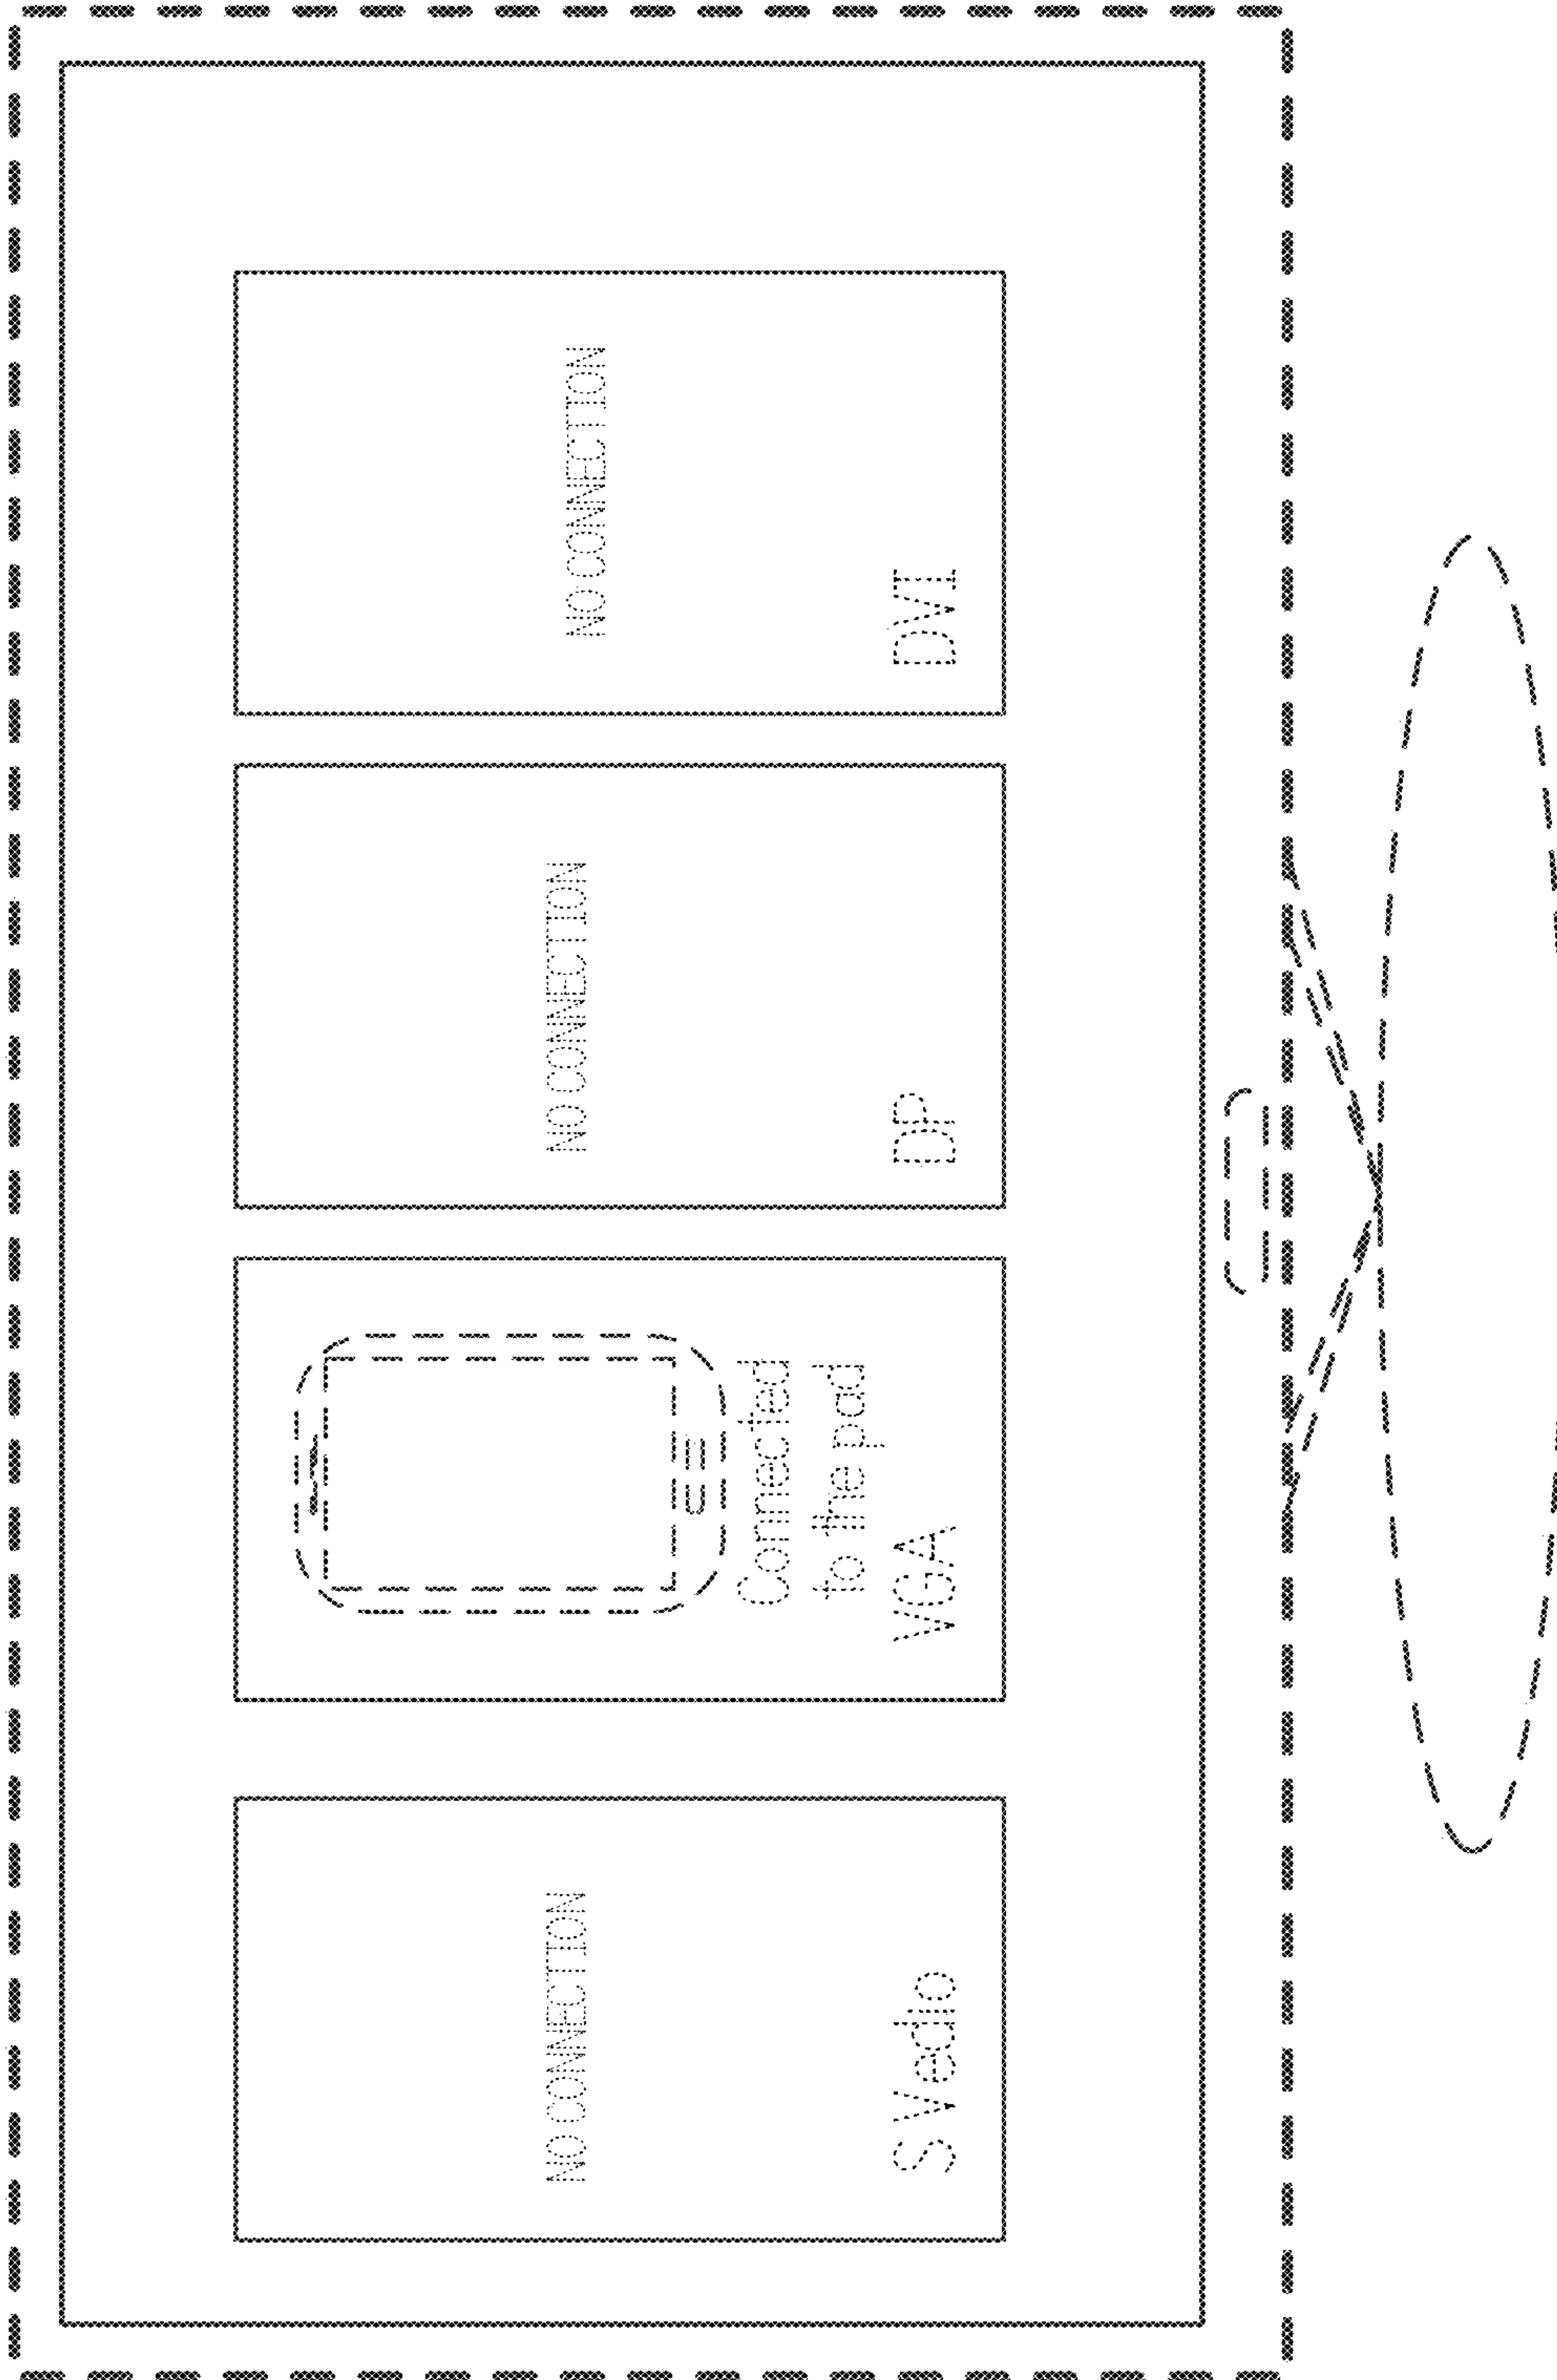 NO CONNECTION
S Vedio
Connected
to the pad
VGA
NO CONNECTION
DP
NO CONNECTION
DVI